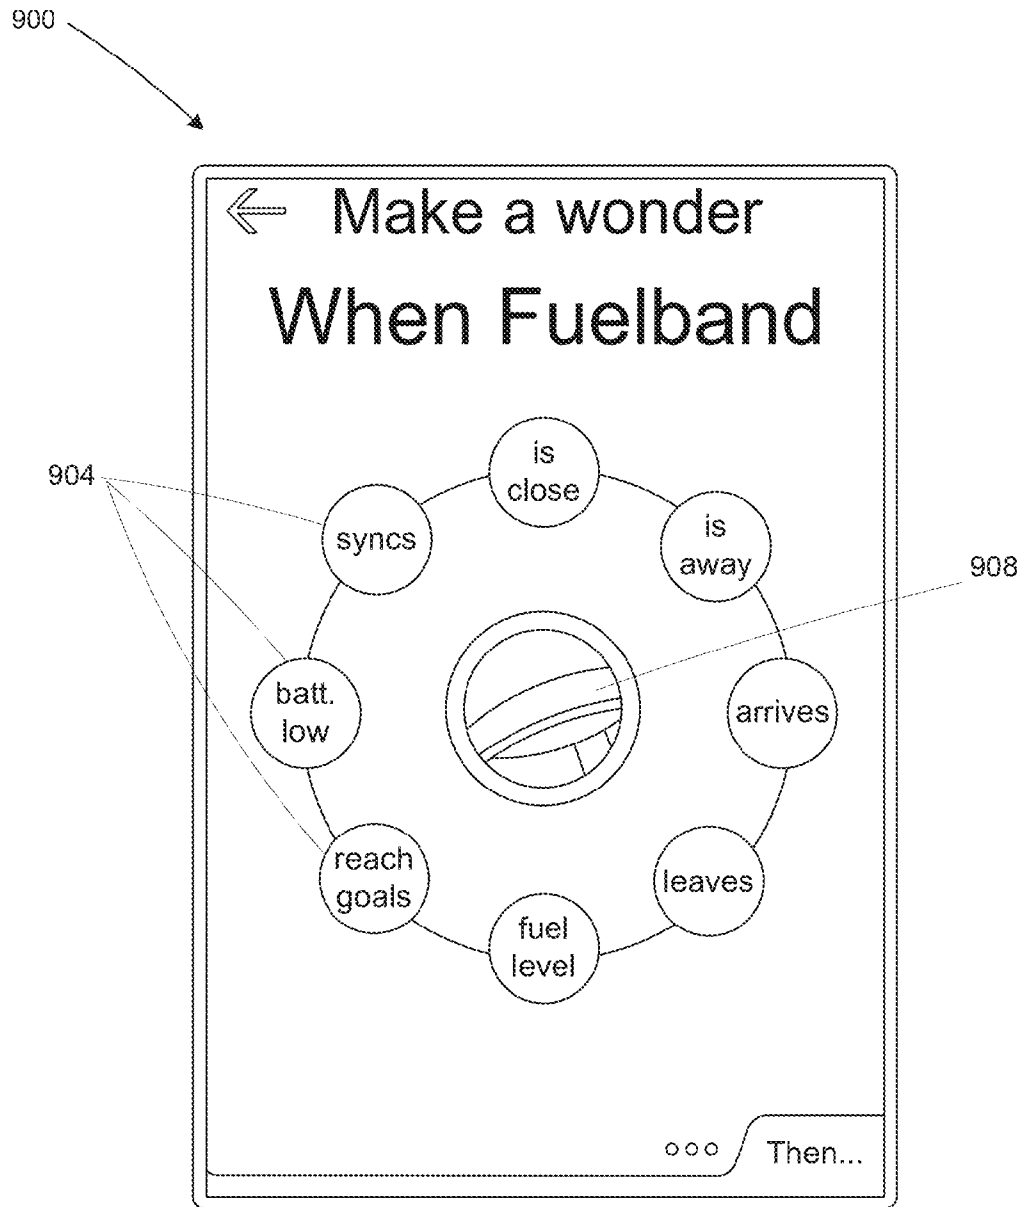 900
Make a wonder
When Fuelband
904
is
close
syncs
is
away
908
batt.
low
arrives
reach
goals
leaves
fuel
level
Then...